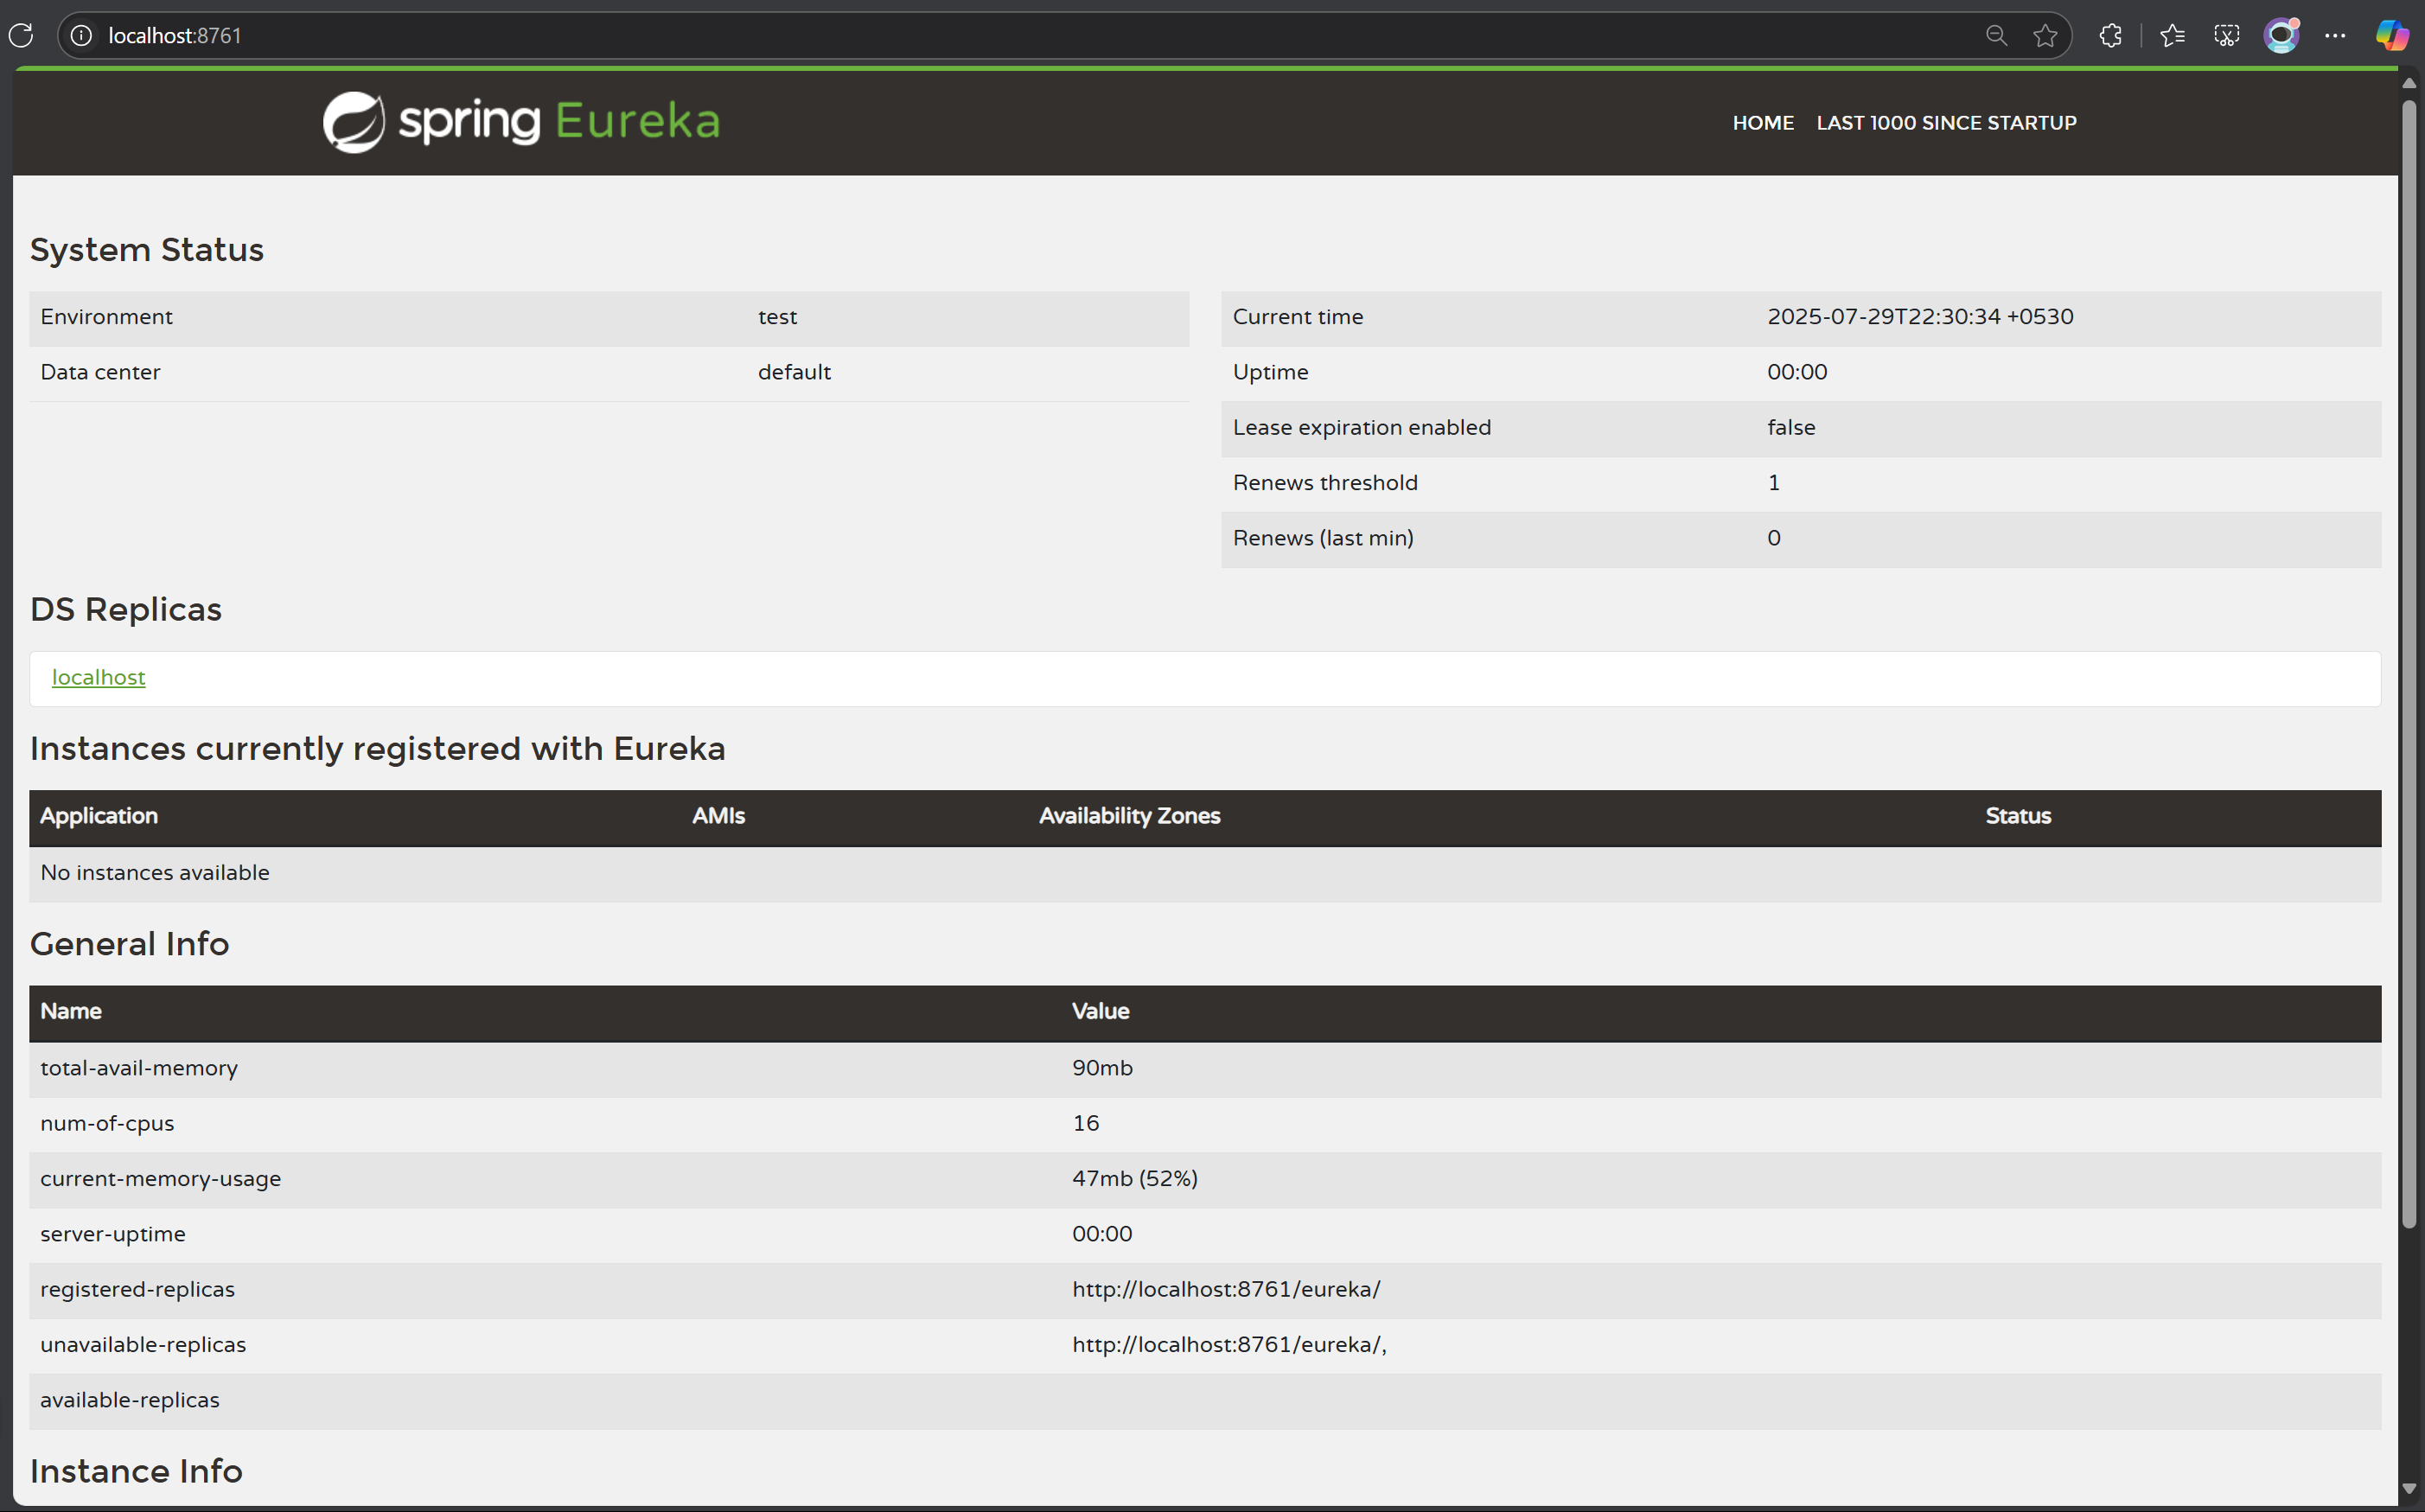 localhost:8761
spring Eureka
HOME LAST 1000 SINCE STARTUP
System Status
Environment test
Data center default
Current time 2025-07-29T22:30:34 +0530
Uptime 00:00
Lease expiration enabled false
Renews threshold 1
Renews (last min) 0
DS Replicas
localhost
Instances currently registered with Eureka
Application AMIs Availability Zones Status
No instances available
General Info
Name Value
total-avail-memory 90mb
num-of-cpus 16
current-memory-usage 47mb (52%)
server-uptime 00:00
registered-replicas http://localhost:8761/eureka/
unavailable-replicas http://localhost:8761/eureka/,
available-replicas
Instance Info